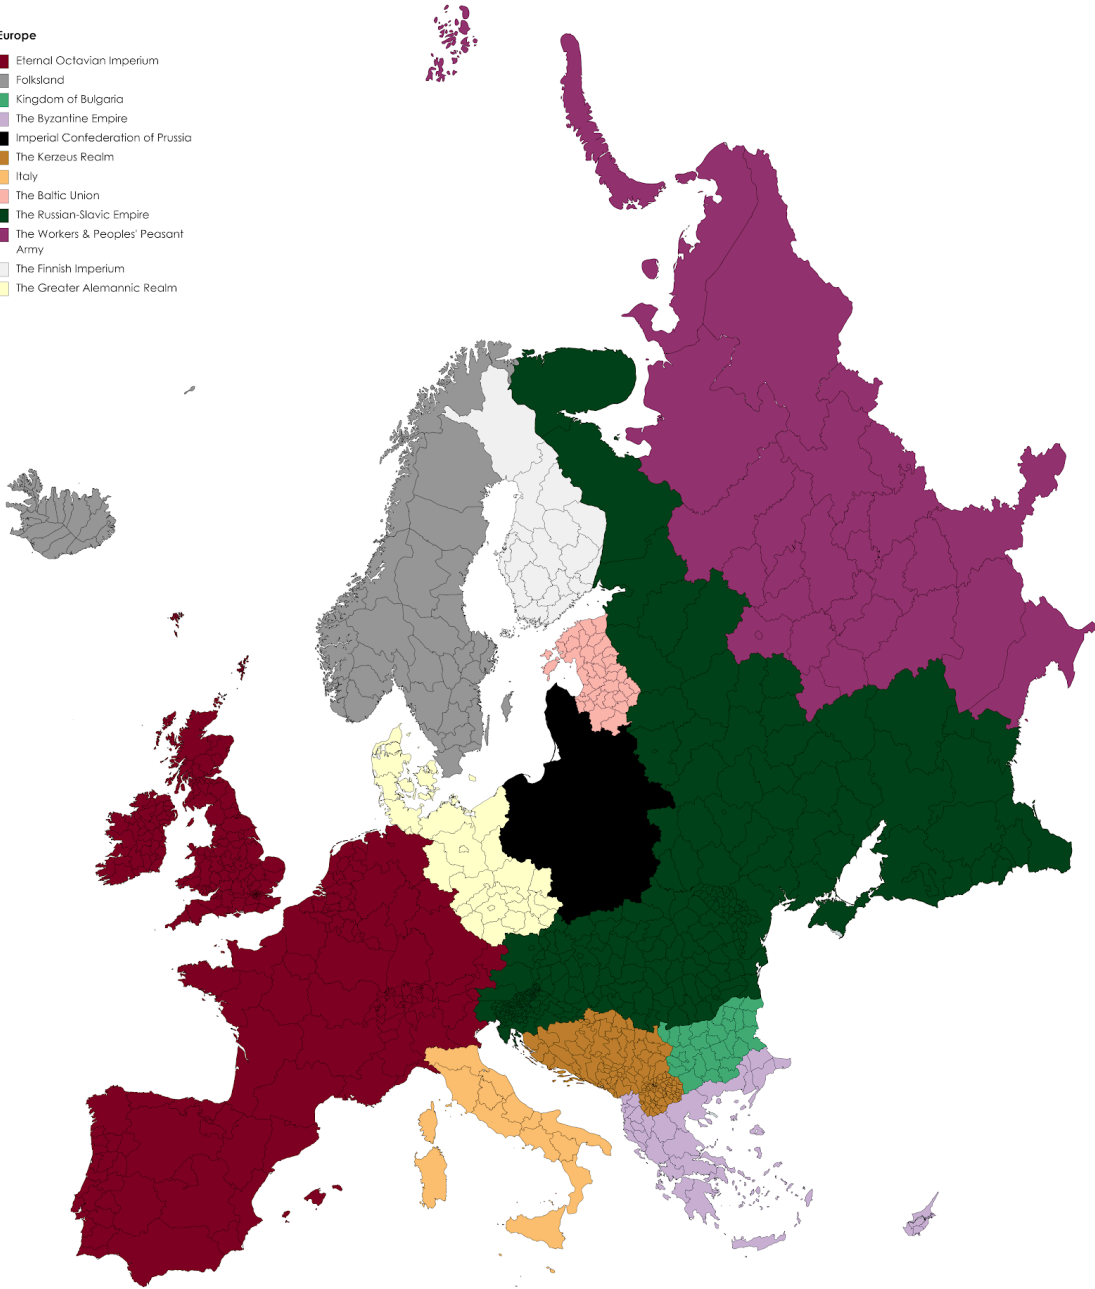 Europe
Eternal Octavian Imperium
Folksland
Kingdom of Bulgaria
The Byzantine Empire
Imperial Confederation of Prussia
The Kerzeus Realm
Italy
The Baltic Union
The Russian-Slavic Empire
The Workers & Peoples' Peasant
Army
The Finnish Imperium
The Greater Alemannic Realm